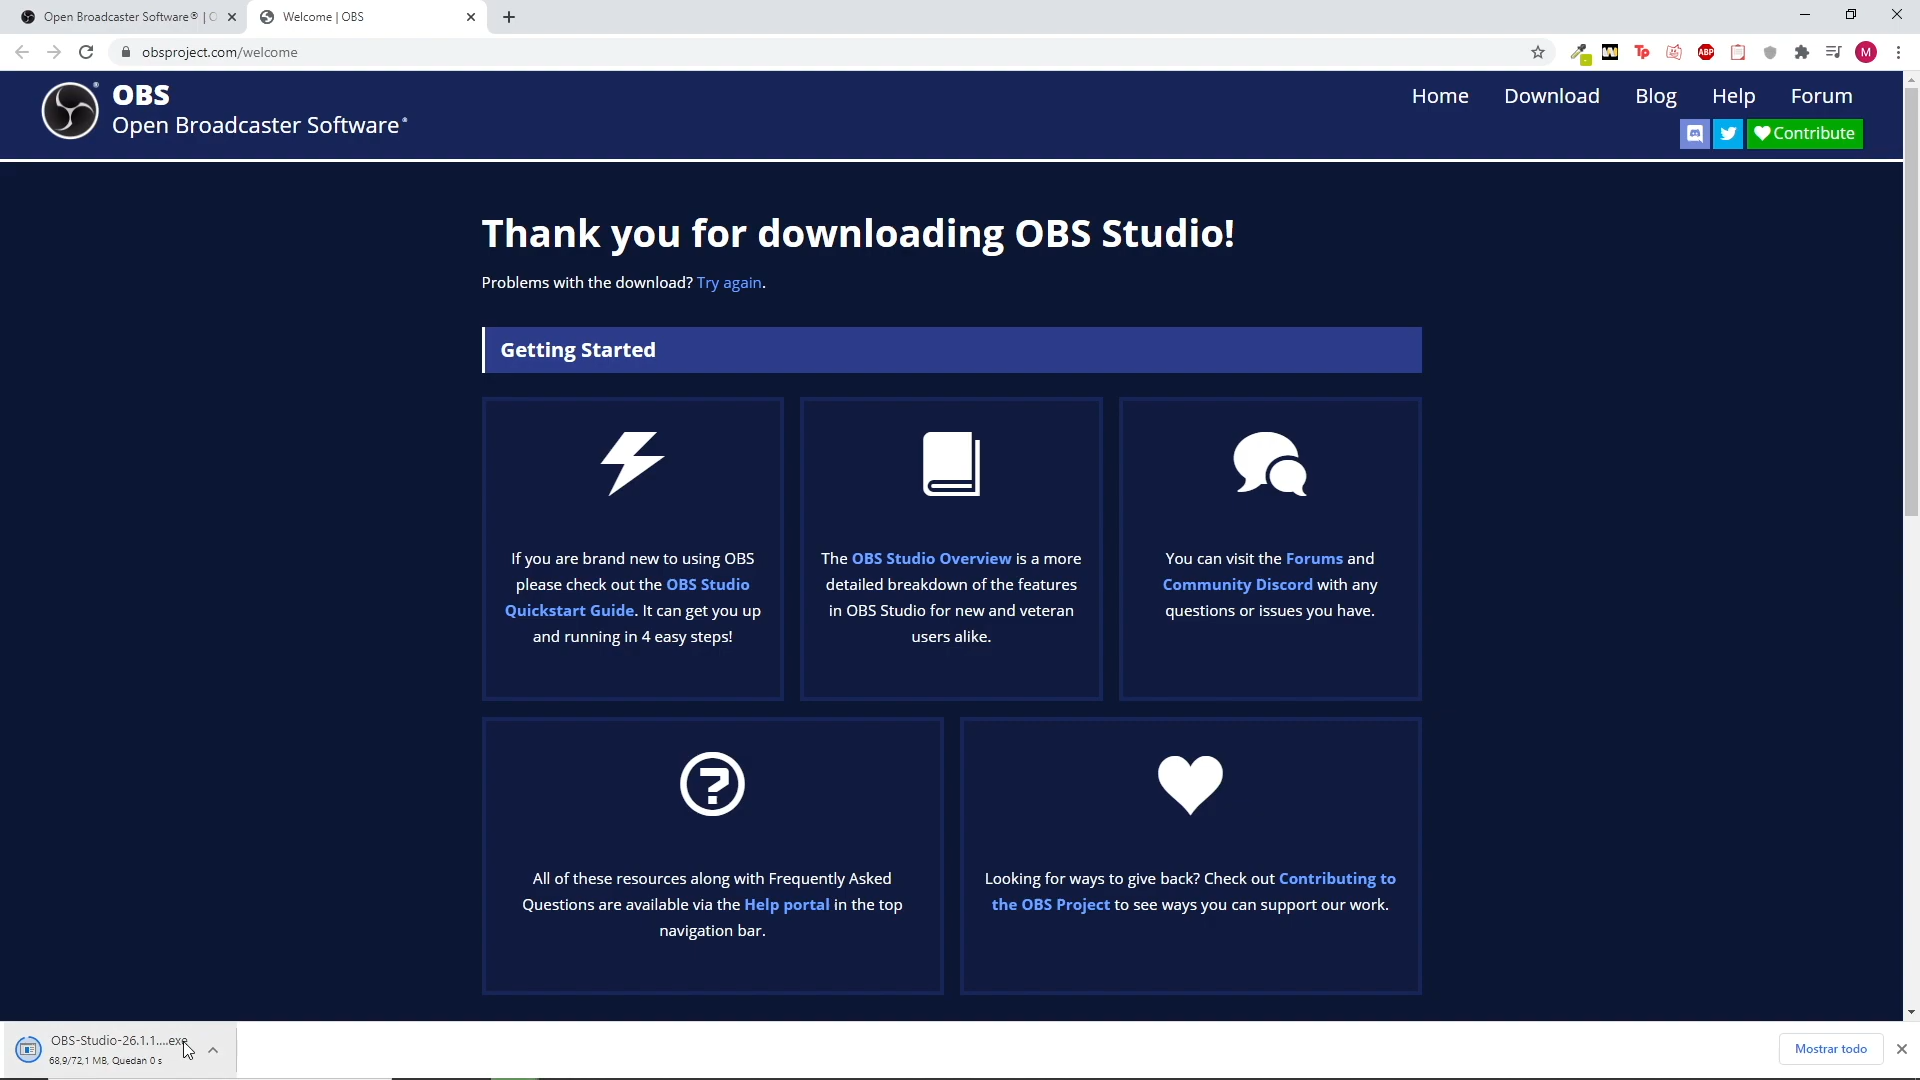 Open Broadcaster Software® | O
Welcome | OBS
obsproject.com/welcome
Tp
ABP
M
OBS
Open Broadcaster Software®
Home
Download
Blog
Help
Forum
Contribute
Thank you for downloading OBS Studio!
Problems with the download? Try again.
Getting Started
If you are brand new to using OBS
please check out the OBS Studio
Quickstart Guide. It can get you up
and running in 4 easy steps!
The OBS Studio Overview is a more
detailed breakdown of the features
in OBS Studio for new and veteran
users alike.
You can visit the Forums and
Community Discord with any
questions or issues you have.
All of these resources along with Frequently Asked
Questions are available via the Help portal in the top
navigation bar.
Looking for ways to give back? Check out Contributing to
the OBS Project to see ways you can support our work.
OBS-Studio-26.1.1....exe
68,9/72,1 MB, Quedan 0 s
Mostrar todo